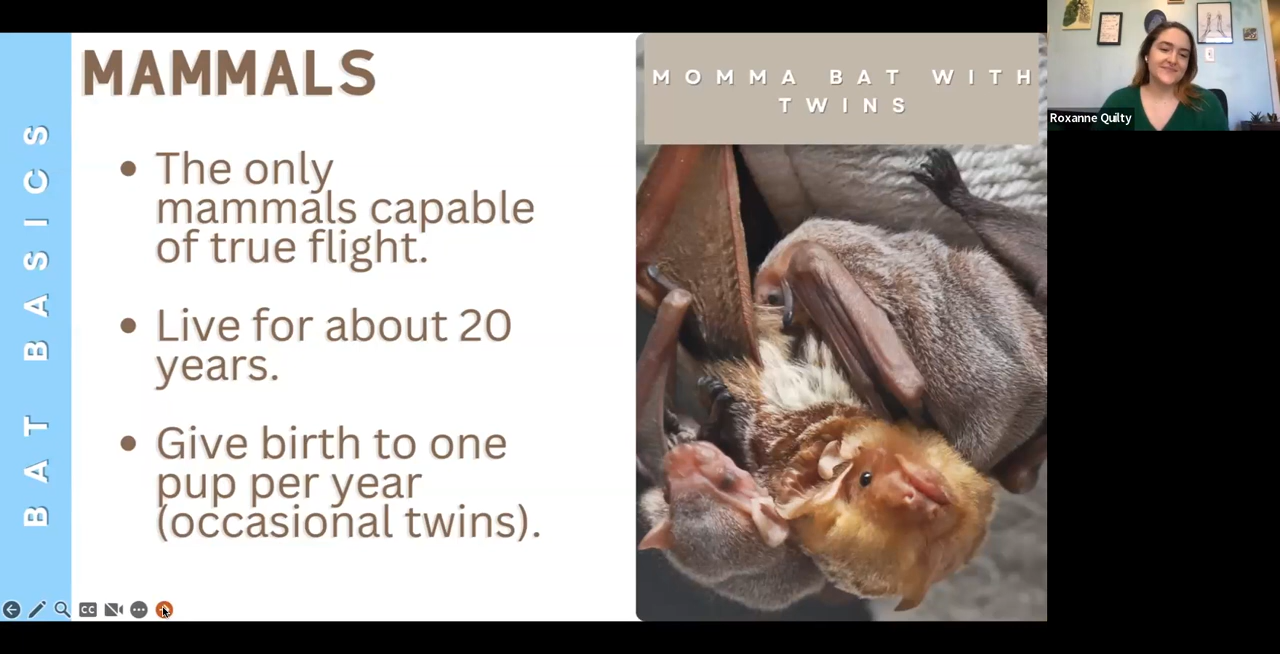 BAT BASICS
MAMMALS
• The only
mammals capable
of true flight.
• Live for about 20
years.
• Give birth to one
pup per year
(occasional twins).
MOMMA BAT WITH
TWINS
CC
Roxanne Quilty